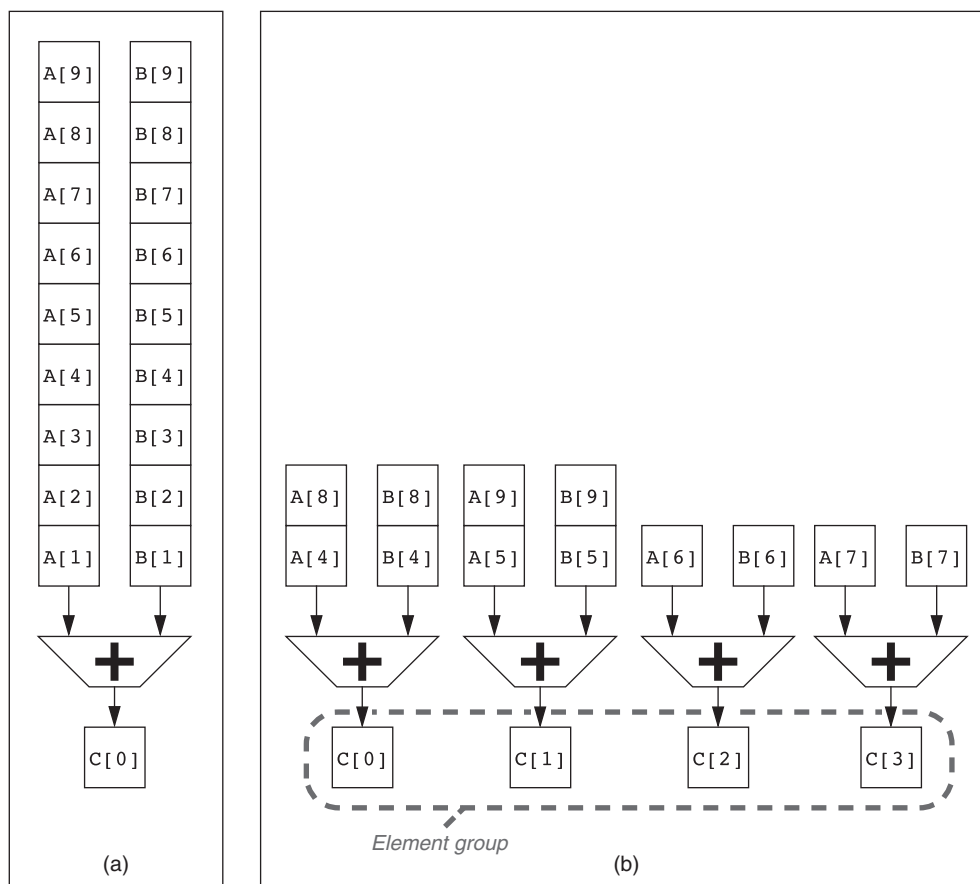 A[9] B[9]
A[8] B[8]
A[7] B[7]
A[6] B[6]
A[5] B[5]
A[4] B[4]
A[3] B[3]
A[2] B[2]
A[1] B[1]
+
C[0]
(a)
A[8] B[8] A[9] B[9]
A[4] B[4] A[5] B[5] A[6] B[6] A[7] B[7]
+ + + +
C[0] C[1] C[2] C[3]
Element group
(b)